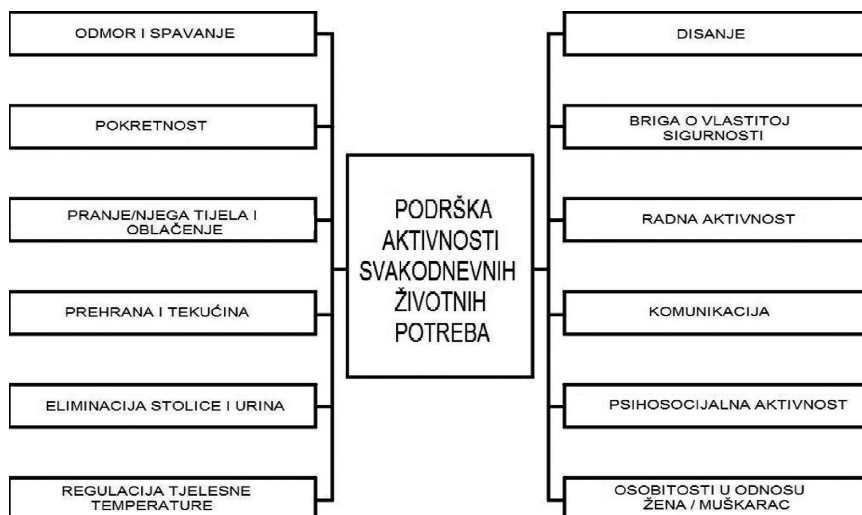 ODMOR I SPAVANJE
POKRETNOST
PRANJE/NJEGA TIJELA I
OBLAČENJE
PREHRANA I TEKUĆINA
ELIMINACIJA STOLICE I URINA
REGULACIJA TJELESNE
TEMPERATURE
PODRŠKA
AKTIVNOSTI
SVAKODNEVNIH
ŽIVOTNIH
POTREBA
DISANJE
BRIGA O VLASTITOJ
SIGURNOSTI
RADNA AKTIVNOST
KOMUNIKACIJA
PSIHOSOCIJALNA AKTIVNOST
OSOBITOSTI U ODNOSU
ŽENA / MUŠKARAC